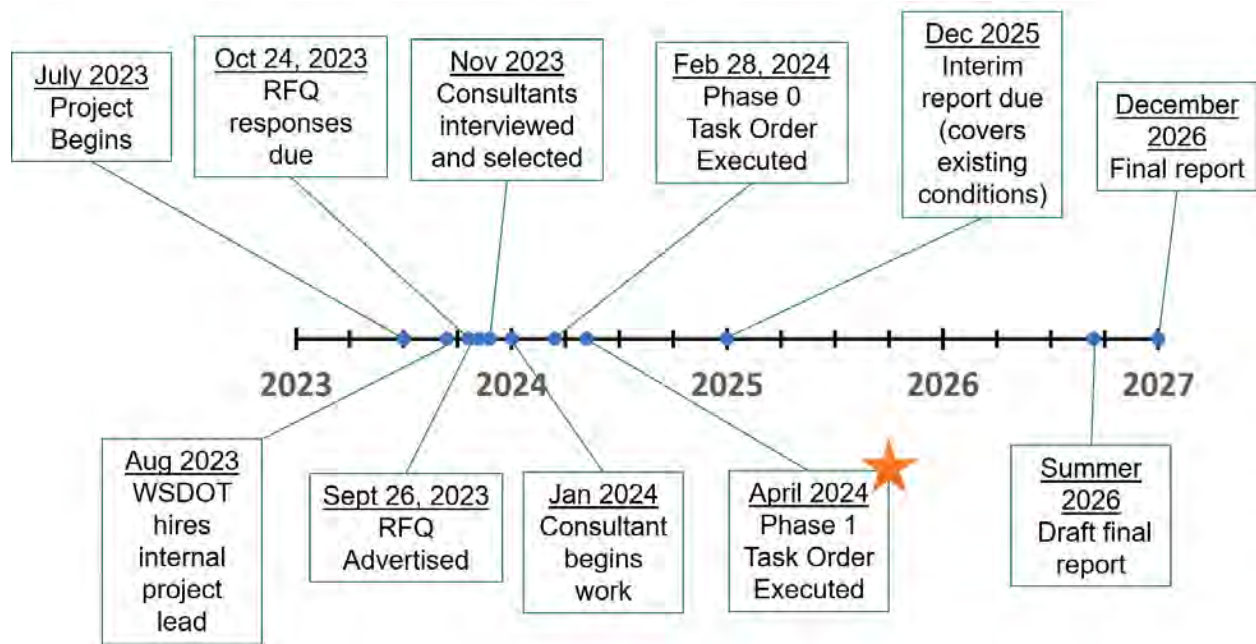 July 2023
Project
Begins
Oct 24, 2023
RFQ
responses
due
Nov 2023
Consultants
interviewed
and selected
Feb 28, 2024
Phase 0
Task Order
Executed
Dec 2025
Interim
report due
(covers
existing
conditions)
December
2026
Final report
2023
2024
2025
2026
2027
Aug 2023
WSDOT
hires
internal
project
lead
Sept 26, 2023
RFQ
Advertised
Jan 2024
Consultant
begins
work
April 2024
Phase 1
Task Order
Executed
Summer
2026
Draft final
report